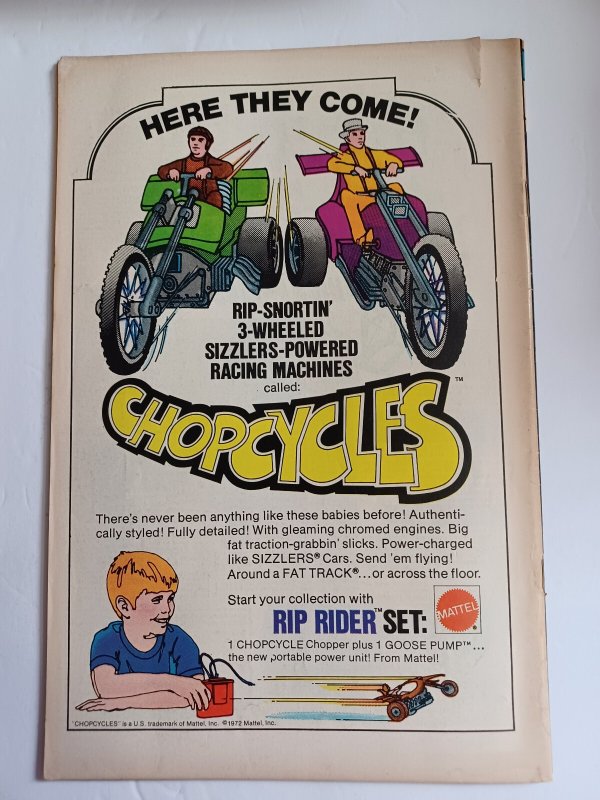 HERE THEY COME!
RIP-SNORTIN'
3-WHEELED
SIZZLERS-POWERED
RACING MACHINES
called:
CHOPCYCLES™
There's never been anything like these babies before! Authenti-
cally styled! Fully detailed! With gleaming chromed engines. Big
fat traction-grabbin' slicks. Power-charged
like SIZZLERS® Cars. Send 'em flying!
Around a FAT TRACK®...or across the floor.
Start your collection with
RIP RIDER™ SET:
MATTEL®
1 CHOPCYCLE Chopper plus 1 GOOSE PUMP™...
the new portable power unit! From Mattel!
"CHOPCYCLES" is a U.S. trademark of Mattel, Inc. ©1972 Mattel, Inc.